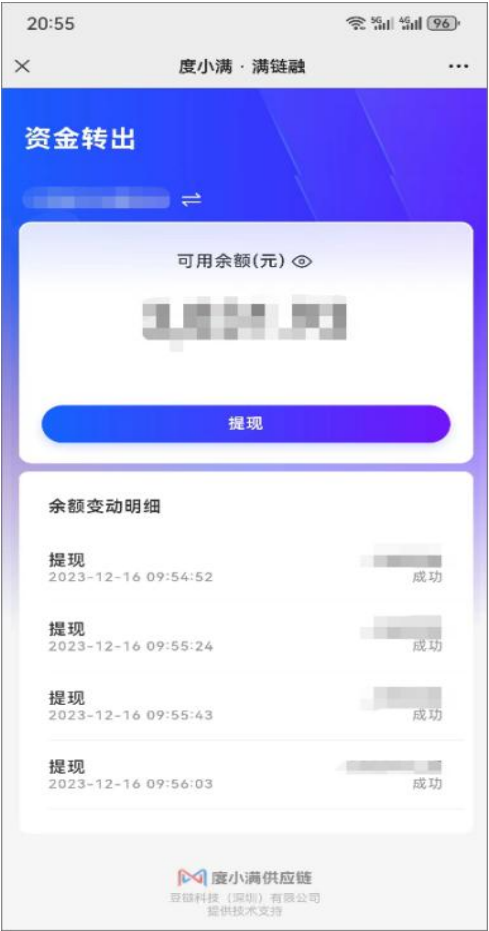 20:55
5G 4G 96
度小满 · 满链融
资金转出
可用余额(元)
提现
余额变动明细
提现
2023-12-16 09:54:52
成功
提现
2023-12-16 09:55:24
成功
提现
2023-12-16 09:55:43
成功
提现
2023-12-16 09:56:03
成功
度小满供应链
豆链科技（深圳）有限公司
提供技术支持